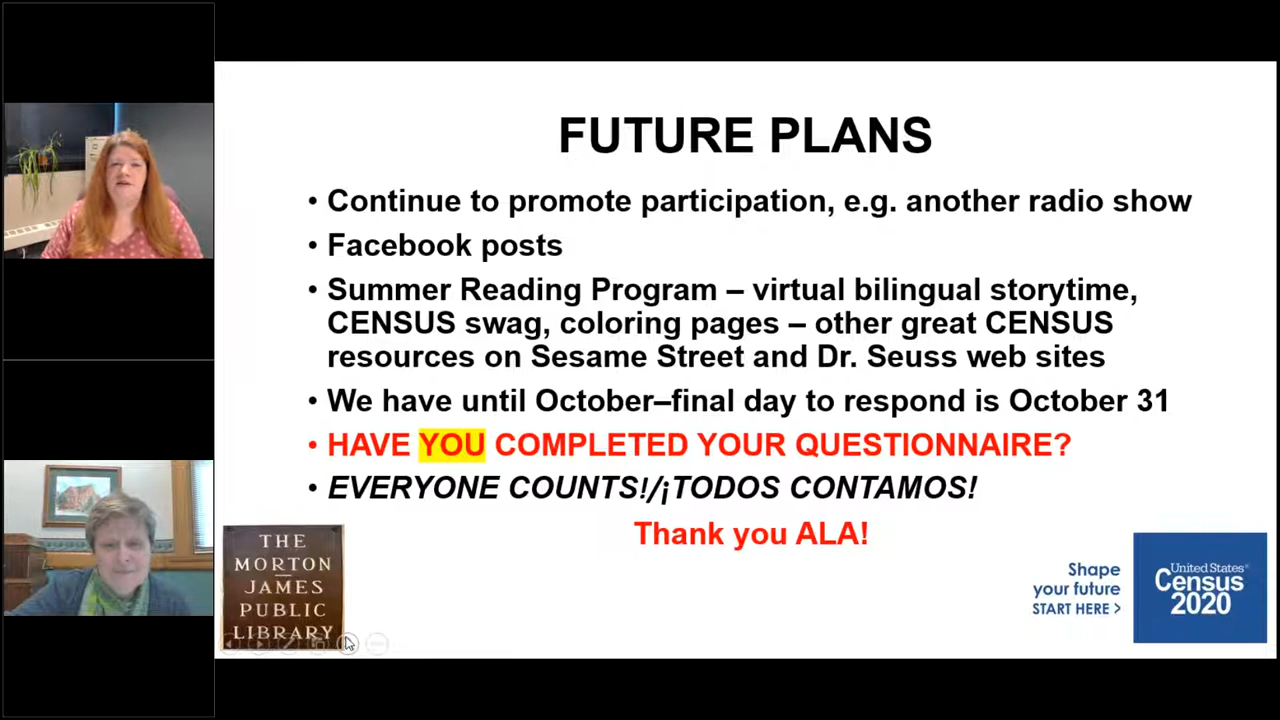 FUTURE PLANS
• Continue to promote participation, e.g. another radio show
• Facebook posts
• Summer Reading Program – virtual bilingual storytime,
CENSUS swag, coloring pages – other great CENSUS
resources on Sesame Street and Dr. Seuss web sites
• We have until October–final day to respond is October 31
• HAVE YOU COMPLETED YOUR QUESTIONNAIRE?
• EVERYONE COUNTS!/¡TODOS CONTAMOS!
Thank you ALA!
THE
MORTON
JAMES
PUBLIC
LIBRARY
Shape
your future
START HERE >
United States®
Census
2020